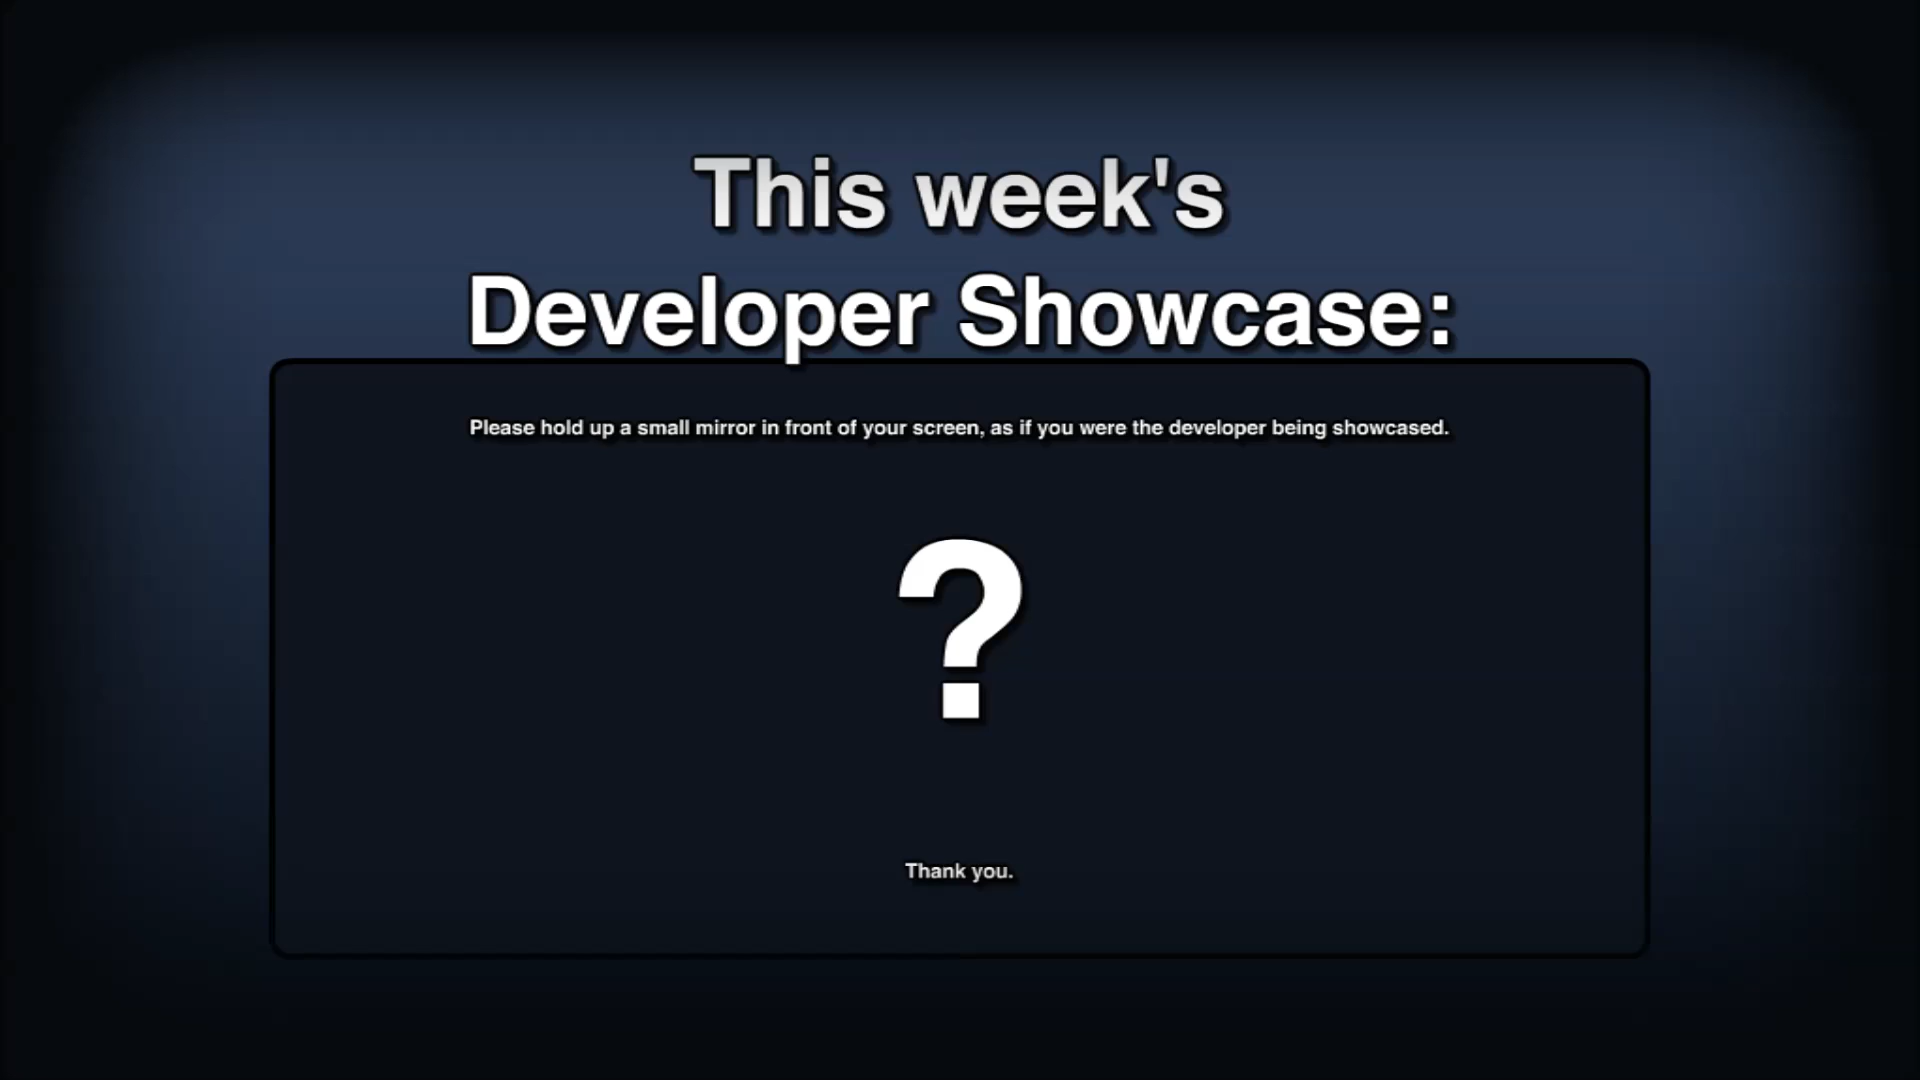 This week's
Developer Showcase:
Please hold up a small mirror in front of your screen, as if you were the developer being showcased.
?
Thank you.